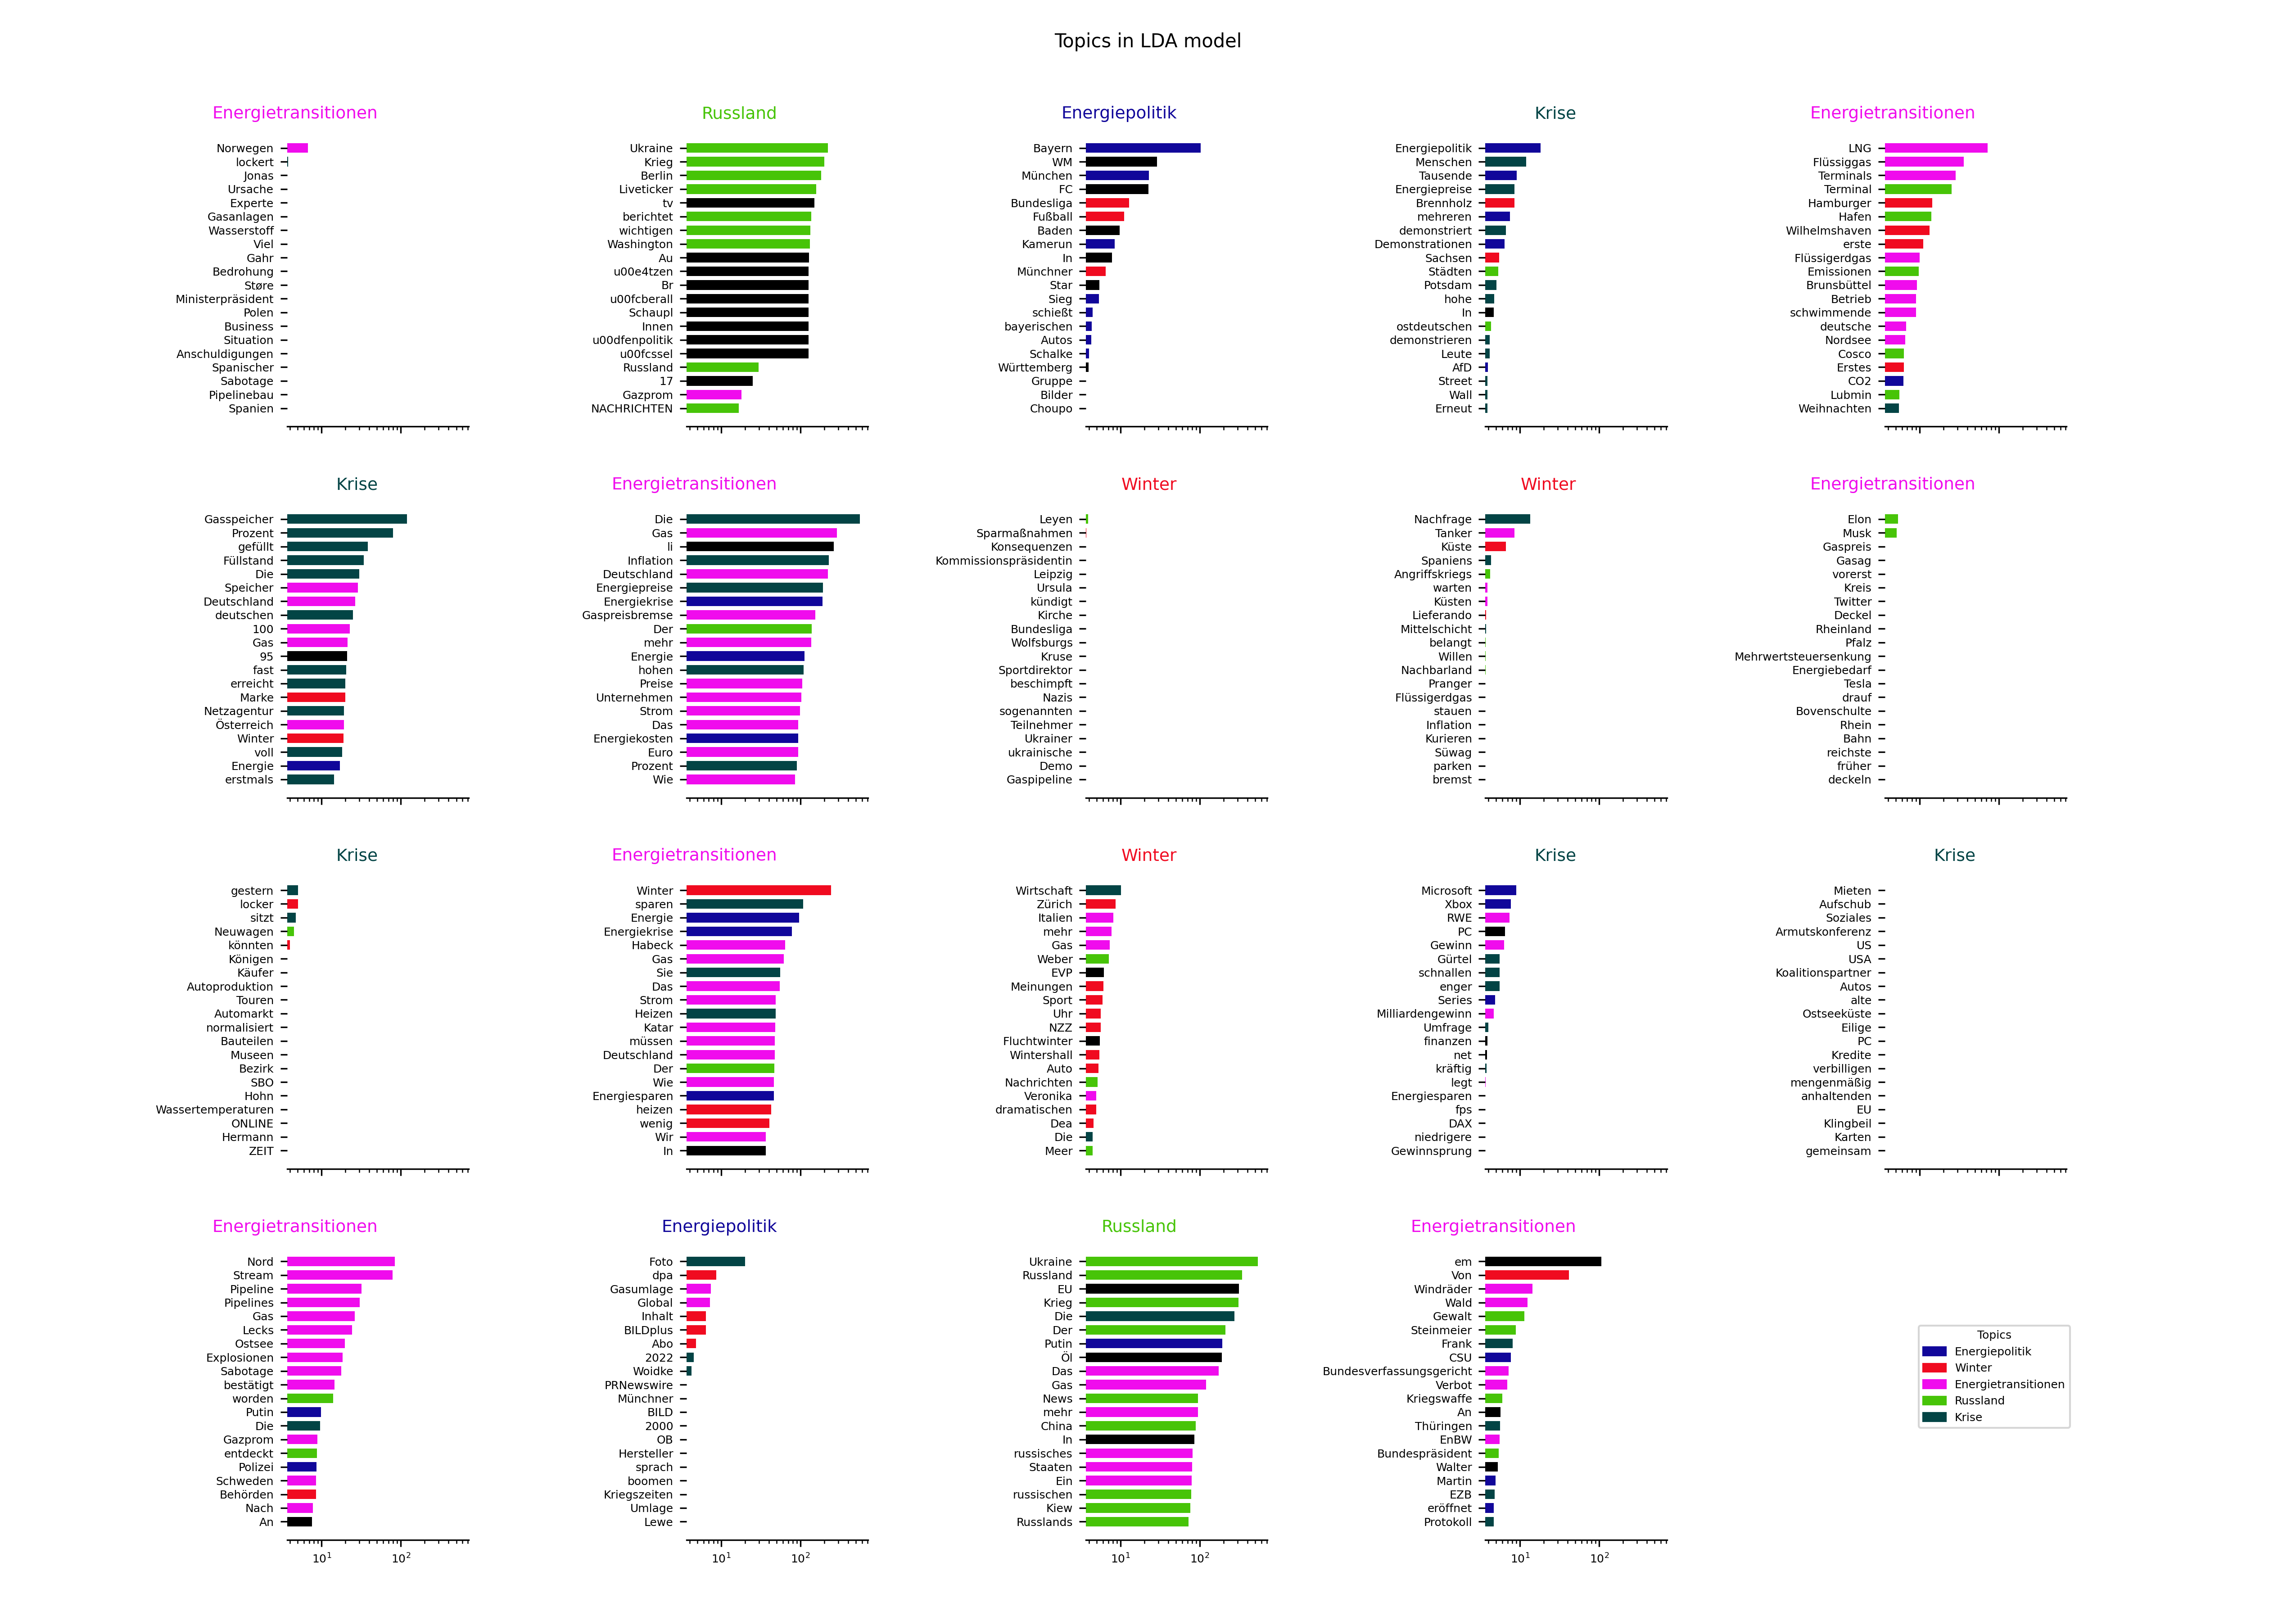 Topics in LDA model
Energietransitionen
Norwegen
lockert
Jonas
Ursache
Experte
Gasanlagen
Wasserstoff
Viel
Gahr
Bedrohung
Støre
Ministerpräsident
Polen
Business
Situation
Anschuldigungen
Spanischer
Sabotage
Pipelinebau
Spanien
Russland
Ukraine
Krieg
Berlin
Liveticker
tv
berichtet
wichtigen
Washington
Au
u00e4tzen
Br
u00fcberall
Schaupl
Innen
u00dfenpolitik
u00fcssel
Russland
17
Gazprom
NACHRICHTEN
Energiepolitik
Bayern
WM
München
FC
Bundesliga
Fußball
Baden
Kamerun
In
Münchner
Star
Sieg
schießt
bayerischen
Autos
Schalke
Württemberg
Gruppe
Bilder
Choupo
Krise
Energiepolitik
Menschen
Tausende
Energiepreise
Brennholz
mehreren
demonstriert
Demonstrationen
Sachsen
Städten
Potsdam
hohe
In
ostdeutschen
demonstrieren
Leute
AfD
Street
Wall
Erneut
Energietransitionen
LNG
Flüssiggas
Terminals
Terminal
Hamburger
Hafen
Wilhelmshaven
erste
Flüssigerdgas
Emissionen
Brunsbüttel
Betrieb
schwimmende
deutsche
Nordsee
Cosco
Erstes
CO2
Lubmin
Weihnachten
Krise
Gasspeicher
Prozent
gefüllt
Füllstand
Die
Speicher
Deutschland
deutschen
100
Gas
95
fast
erreicht
Marke
Netzagentur
Österreich
Winter
voll
Energie
erstmals
Energietransitionen
Die
Gas
li
Inflation
Deutschland
Energiepreise
Energiekrise
Gaspreisbremse
Der
mehr
Energie
hohen
Preise
Unternehmen
Strom
Das
Energiekosten
Euro
Prozent
Wie
Winter
Leyen
Sparmaßnahmen
Konsequenzen
Kommissionspräsidentin
Leipzig
Ursula
kündigt
Kirche
Bundesliga
Wolfsburgs
Kruse
Sportdirektor
beschimpft
Nazis
sogenannten
Teilnehmer
Ukrainer
ukrainische
Demo
Gaspipeline
Winter
Nachfrage
Tanker
Küste
Spaniens
Angriffskriegs
warten
Küsten
Lieferando
Mittelschicht
belangt
Willen
Nachbarland
Pranger
Flüssigerdgas
stauen
Inflation
Kurieren
Süwag
parken
bremst
Energietransitionen
Elon
Musk
Gaspreis
Gasag
vorerst
Kreis
Twitter
Deckel
Rheinland
Pfalz
Mehrwertsteuersenkung
Energiebedarf
Tesla
drauf
Bovenschulte
Rhein
Bahn
reichste
früher
deckeln
Krise
gestern
locker
sitzt
Neuwagen
könnten
Königen
Käufer
Autoproduktion
Touren
Automarkt
normalisiert
Bauteilen
Museen
Bezirk
SBO
Hohn
Wassertemperaturen
ONLINE
Hermann
ZEIT
Energietransitionen
Winter
sparen
Energie
Energiekrise
Habeck
Gas
Sie
Das
Strom
Heizen
Katar
müssen
Deutschland
Der
Wie
Energiesparen
heizen
wenig
Wir
In
Winter
Wirtschaft
Zürich
Italien
mehr
Gas
Weber
EVP
Meinungen
Sport
Uhr
NZZ
Fluchtwinter
Wintershall
Auto
Nachrichten
Veronika
dramatischen
Dea
Die
Meer
Krise
Microsoft
Xbox
RWE
PC
Gewinn
Gürtel
schnallen
enger
Series
Milliardengewinn
Umfrage
finanzen
net
kräftig
legt
Energiesparen
fps
DAX
niedrigere
Gewinnsprung
Krise
Mieten
Aufschub
Soziales
Armutskonferenz
US
USA
Koalitionspartner
Autos
alte
Ostseeküste
Eilige
PC
Kredite
verbilligen
mengenmäßig
anhaltenden
EU
Klingbeil
Karten
gemeinsam
Energietransitionen
Nord
Stream
Pipeline
Pipelines
Gas
Lecks
Ostsee
Explosionen
Sabotage
bestätigt
worden
Putin
Die
Gazprom
entdeckt
Polizei
Schweden
Behörden
Nach
An
10¹ 10²
Energiepolitik
Foto
dpa
Gasumlage
Global
Inhalt
BILDplus
Abo
2022
Woidke
PRNewswire
Münchner
BILD
2000
OB
Hersteller
sprach
boomen
Kriegszeiten
Umlage
Lewe
10¹ 10²
Russland
Ukraine
Russland
EU
Krieg
Die
Der
Putin
Öl
Das
Gas
News
mehr
China
In
russisches
Staaten
Ein
russischen
Kiew
Russlands
10¹ 10²
Energietransitionen
em
Von
Windräder
Wald
Gewalt
Steinmeier
Frank
CSU
Bundesverfassungsgericht
Verbot
Kriegswaffe
An
Thüringen
EnBW
Bundespräsident
Walter
Martin
EZB
eröffnet
Protokoll
10¹ 10²
Topics
Energiepolitik
Winter
Energietransitionen
Russland
Krise